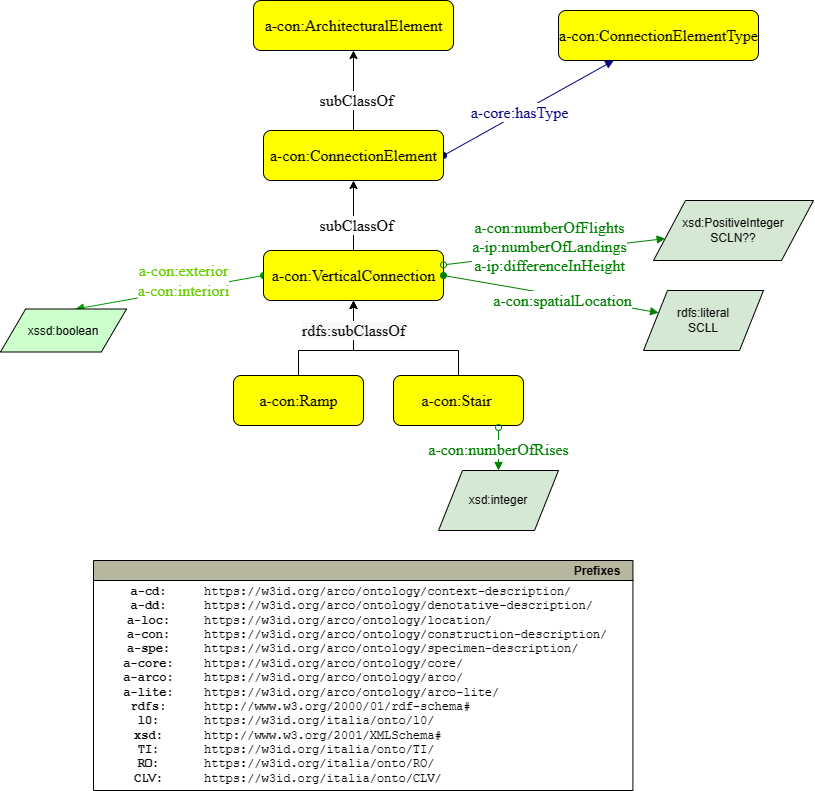 a-con:ArchitecturalElement
a-con:ConnectionElementType
subClassOf
a-core:hasType
a-con:ConnectionElement
subClassOf
a-con:numberOfFlights
a-ip:numberOfLandings
a-ip:differenceInHeight
xsd:PositiveInteger
SCLN??
a-con:exterior
a-con:interiori
a-con:VerticalConnection
a-con:spatialLocation
rdfs:literal
SCLL
xssd:boolean
rdfs:subClassOf
a-con:Ramp
a-con:Stair
a-con:numberOfRises
xsd:integer
Prefixes
a-cd: https://w3id.org/arco/ontology/context-description/
a-dd: https://w3id.org/arco/ontology/denotative-description/
a-loc: https://w3id.org/arco/ontology/location/
a-con: https://w3id.org/arco/ontology/construction-description/
a-spe: https://w3id.org/arco/ontology/specimen-description/
a-core: https://w3id.org/arco/ontology/core/
a-arco: https://w3id.org/arco/ontology/arco/
a-lite: https://w3id.org/arco/ontology/arco-lite/
rdfs: http://www.w3.org/2000/01/rdf-schema#
l0: https://w3id.org/italia/onto/l0/
xsd: http://www.w3.org/2001/XMLSchema#
TI: https://w3id.org/italia/onto/TI/
RO: https://w3id.org/italia/onto/RO/
CLV: https://w3id.org/italia/onto/CLV/